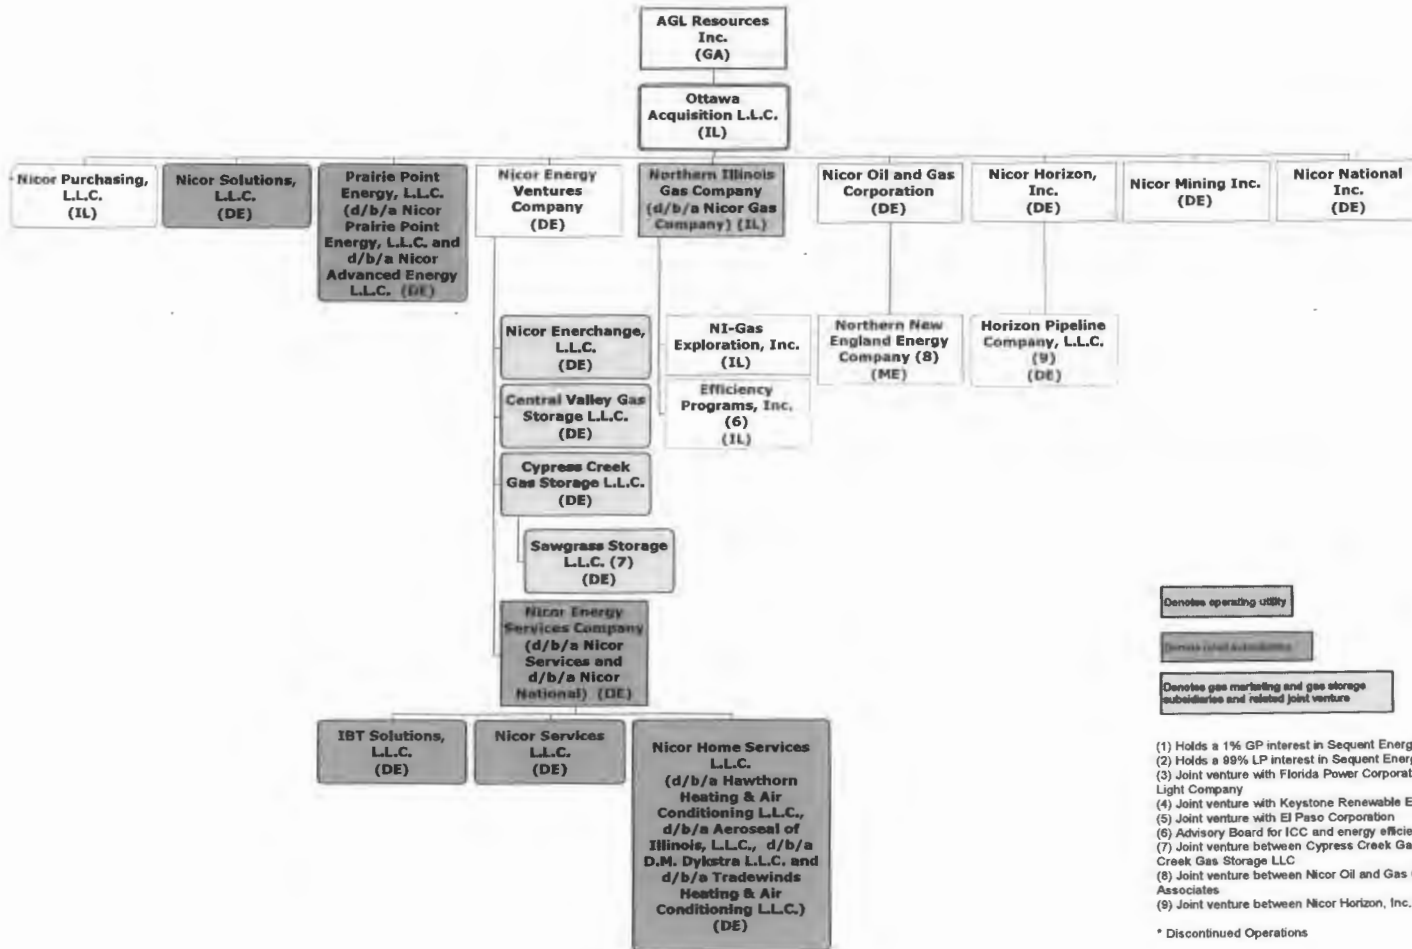 AGL Resources
Inc.
(GA)
Ottawa
Acquisition L.L.C.
(IL)
*Nicor Purchasing,
L.L.C.
(IL)
Nicor Solutions,
L.L.C.
(DE)
Prairie Point
Energy, L.L.C.
(d/b/a Nicor
Prairie Point
Energy, L.L.C. and
d/b/a Nicor
Advanced Energy
L.L.C. (DE)
Nicor Energy
Ventures
Company
(DE)
Northern Illinois
Gas Company
(d/b/a Nicor Gas
Company) (IL)
Nicor Oil and Gas
Corporation
(DE)
Nicor Horizon,
Inc.
(DE)
Nicor Mining Inc.
(DE)
Nicor National
Inc.
(DE)
Nicor Enerchange,
L.L.C.
(DE)
Central Valley Gas
Storage L.L.C.
(DE)
Cypress Creek
Gas Storage L.L.C.
(DE)
Sawgrass Storage
L.L.C. (7)
(DE)
NI-Gas
Exploration, Inc.
(IL)
Efficiency
Programs, Inc.
(6)
(IL)
Northern New
England Energy
Company (8)
(ME)
Horizon Pipeline
Company, L.L.C.
(9)
(DE)
Nicor Energy
Services Company
(d/b/a Nicor
Services and
d/b/a Nicor
National) (DE)
IBT Solutions,
L.L.C.
(DE)
Nicor Services
L.L.C.
(DE)
Nicor Home Services
L.L.C.
(d/b/a Hawthorn
Heating & Air
Conditioning L.L.C.,
d/b/a Aeroseal of
Illinois, L.L.C., d/b/a
D.M. Dykstra L.L.C. and
d/b/a Tradewinds
Heating & Air
Conditioning L.L.C.)
(DE)
Denotes operating utility
Denotes retail subsidiaries
Denotes gas marketing and gas storage
subsidiaries and related joint venture
(1) Holds a 1% GP interest in Sequent Energ
(2) Holds a 99% LP interest in Sequent Energ
(3) Joint venture with Florida Power Corporat
Light Company
(4) Joint venture with Keystone Renewable E
(5) Joint venture with El Paso Corporation
(6) Advisory Board for ICC and energy efficie
(7) Joint venture between Cypress Creek Ga
Creek Gas Storage LLC
(8) Joint venture between Nicor Oil and Gas
Associates
(9) Joint venture between Nicor Horizon, Inc.
* Discontinued Operations